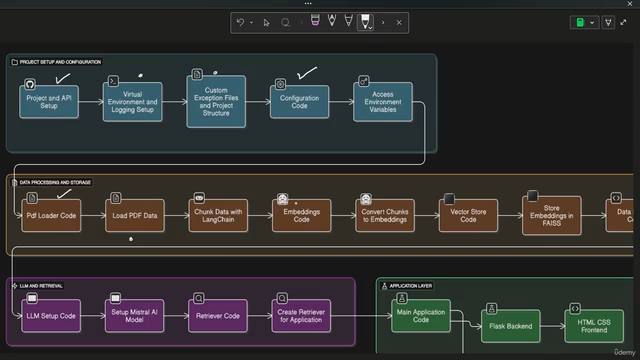 PROJECT SETUP AND CONFIGURATION
Project and API
Setup
Virtual
Environment and
Logging Setup
Custom
Exception Files
and Project
Structure
Configuration
Code
Access
Environment
Variables
DATA PROCESSING AND STORAGE
Pdf Loader Code
Load PDF Data
Chunk Data with
LangChain
Embeddings
Code
Convert Chunks
to Embeddings
Vector Store
Code
Store
Embeddings in
FAISS
Data
Co
LLM AND RETRIEVAL
LLM Setup Code
Setup Mistral AI
Model
Retriever Code
Create Retriever
for Application
APPLICATION LAYER
Main Application
Code
Flask Backend
HTML CSS
Frontend
ûdemy